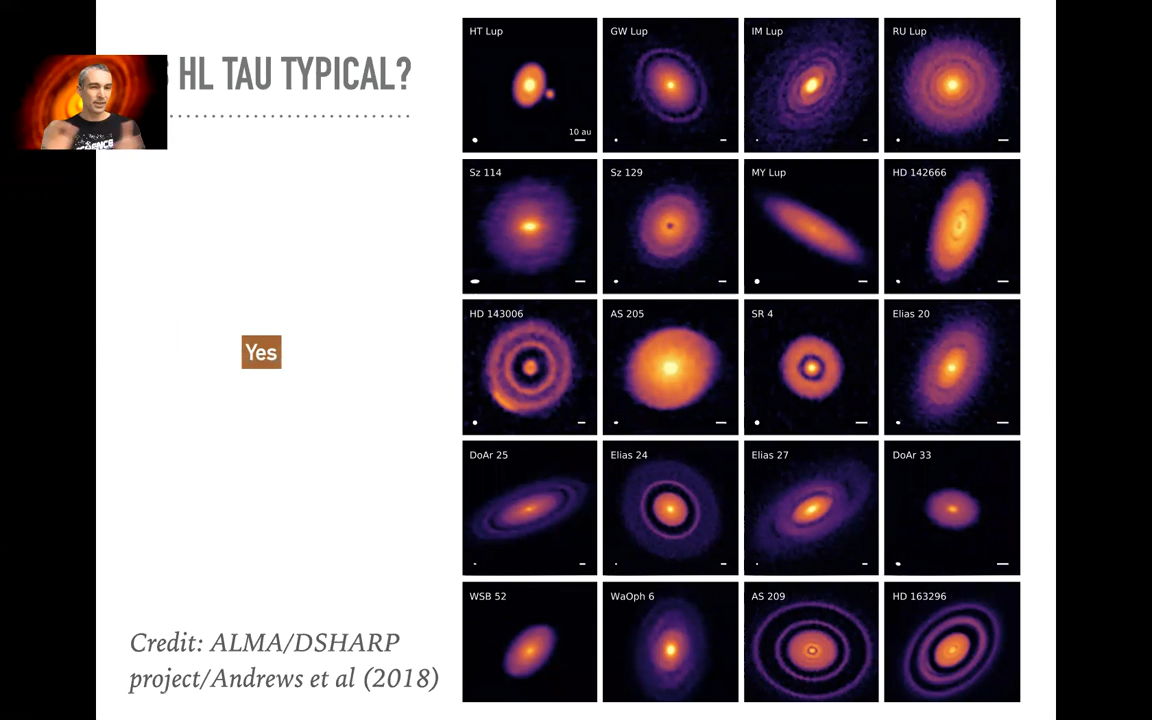 HL TAU TYPICAL?
Yes
Credit: ALMA/DSHARP
project/Andrews et al (2018)
HT Lup
10 au
GW Lup
IM Lup
RU Lup
Sz 114
Sz 129
MY Lup
HD 142666
HD 143006
AS 205
SR 4
Elias 20
DoAr 25
Elias 24
Elias 27
DoAr 33
WSB 52
WaOph 6
AS 209
HD 163296